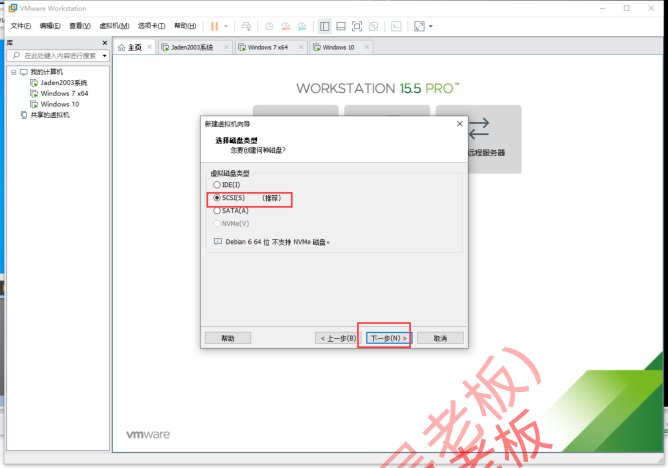 VMware Workstation
文件(F) 编辑(E) 查看(V) 虚拟机(M) 选项卡(T) 帮助(H)
库
在此处键入内容进行搜索
我的计算机
Jaden2003系统
Windows 7 x64
Windows 10
共享的虚拟机
主页 Jaden2003系统 Windows 7 x64 Windows 10
WORKSTATION 15.5 PRO™
远程服务器
新建虚拟机向导
选择磁盘类型
您要创建何种磁盘?
虚拟磁盘类型
IDE(I)
SCSI(S) (推荐)
SATA(A)
NVMe(V)
Debian 6 64 位 不支持 NVMe 磁盘。
帮助 < 上一步(B) 下一步(N) > 取消
vmware
老板)
老板